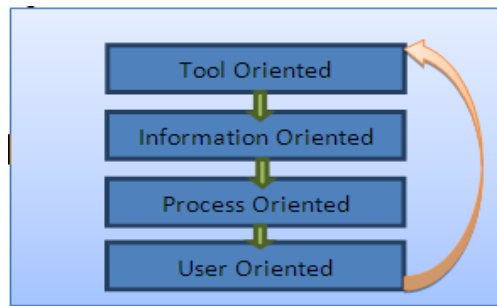 Tool Oriented
Information Oriented
Process Oriented
User Oriented